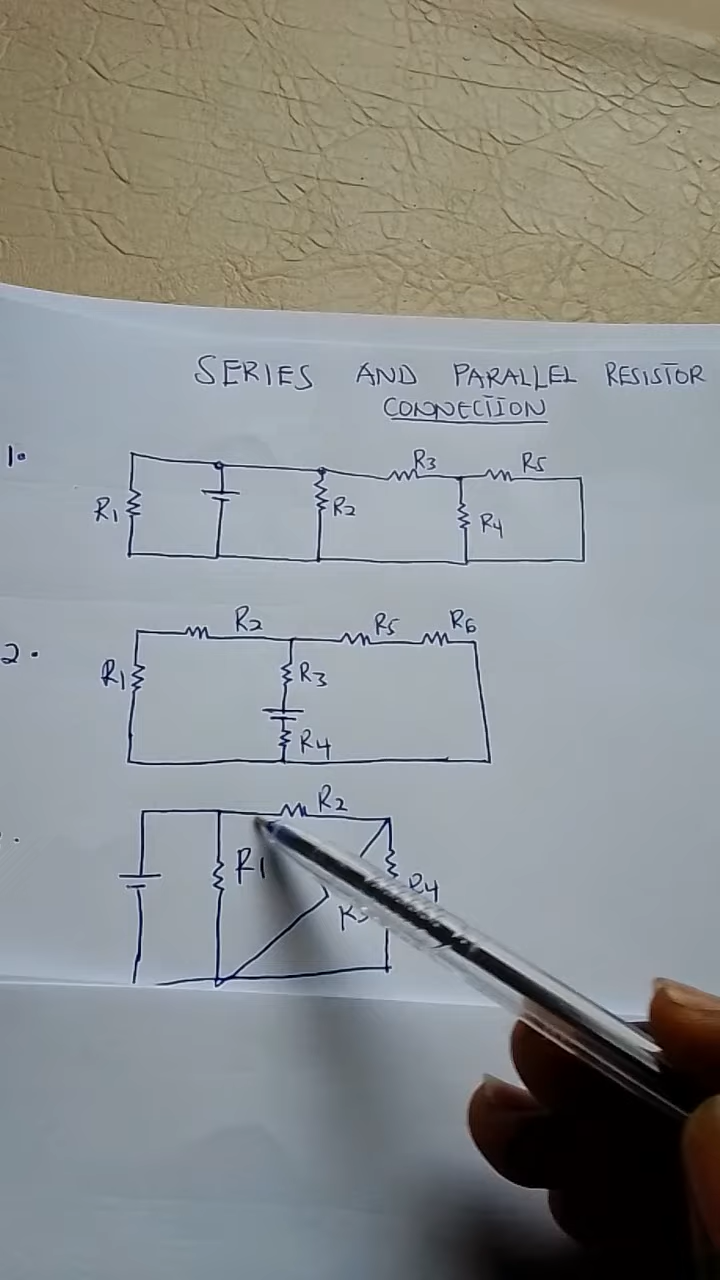 SERIES AND PARALLEL RESISTOR
CONNECTION
1.
R3
R5
R1
R2
R4
2.
R2
R5
R6
R1
R3
R4
R2
R1
R4